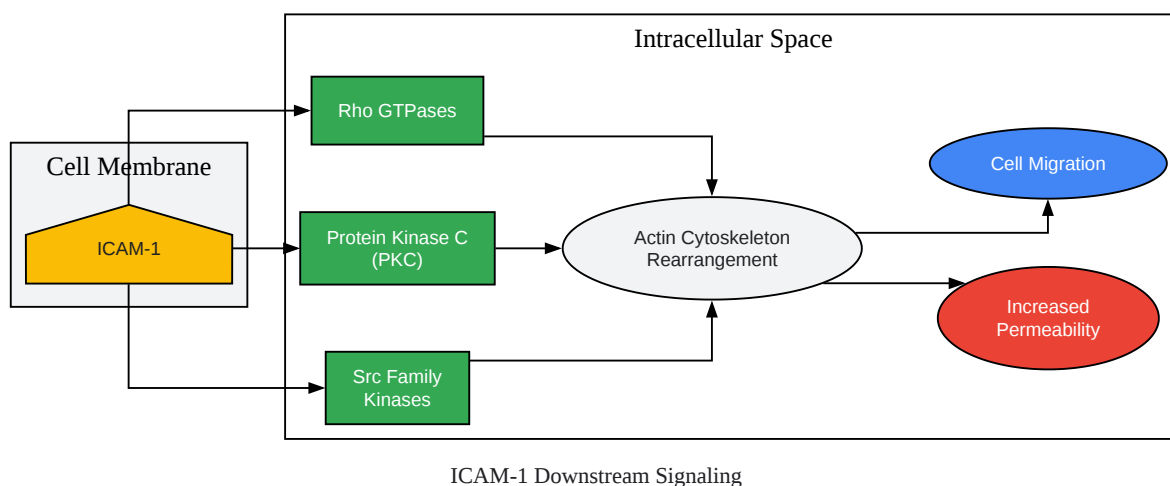 Intracellular Space
Rho GTPases
Cell Membrane
Cell Migration
ICAM-1
Protein Kinase C
(PKC)
Actin Cytoskeleton
Rearrangement
Increased
Permeability
Src Family
Kinases
ICAM-1 Downstream Signaling